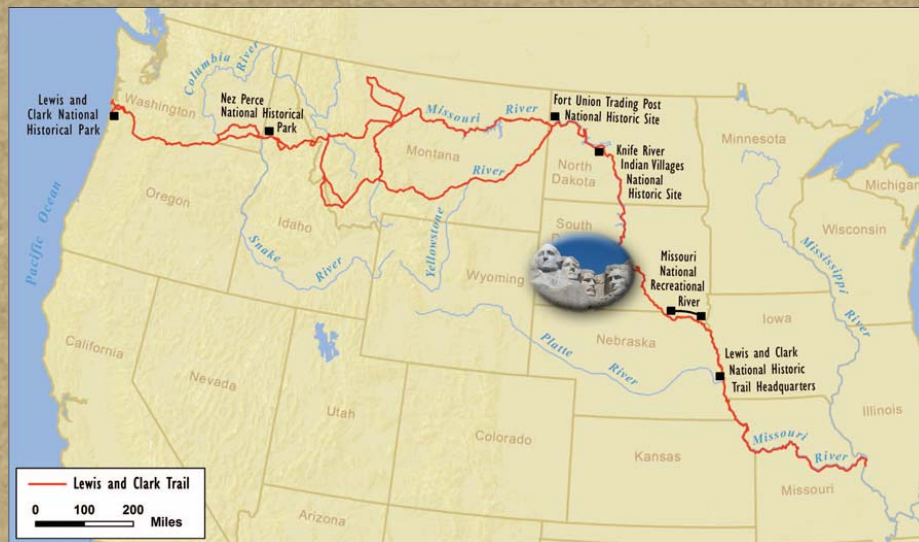 Columbia
River
Lewis and
Clark National
Historical Park
Washington
Nez Perce
National Historical
Park
Missouri
River
Fort Union Trading Post
National Historic Site
Minnesota
Knife River
Indian Villages
National
Historic Site
Montana
River
North
Dakota
Michigan
Pacific Ocean
Oregon
Idaho
Yellowstone
South
Wisconsin
Mississippi
River
Snake
River
Wyoming
Missouri
National
Recreational
River
Iowa
Nebraska
Platte
River
Lewis and Clark
National Historic
Trail Headquarters
California
Nevada
Utah
Colorado
Illinois
Kansas
Missouri
River
Missouri
Lewis and Clark Trail
0 100 200
Miles
Arizona